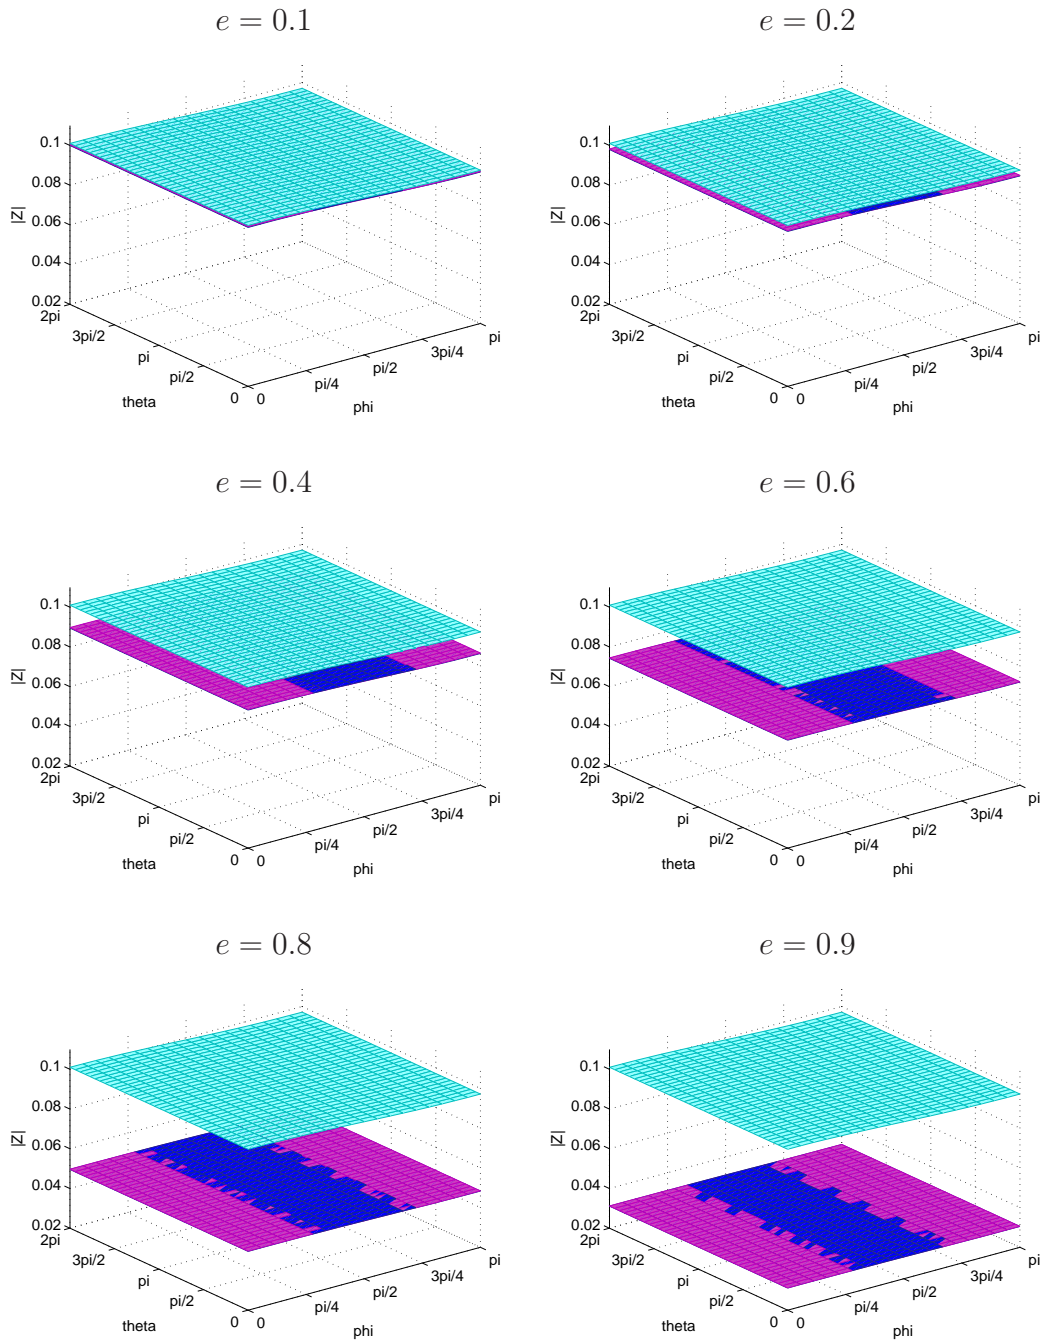 e = 0.1
0.1
0.08
0.06
0.04
0.02
|Z|
2pi
3pi/2
pi
pi/2
0
theta
0
pi/4
pi/2
3pi/4
pi
phi
e = 0.2
0.1
0.08
0.06
0.04
0.02
|Z|
2pi
3pi/2
pi
pi/2
0
theta
0
pi/4
pi/2
3pi/4
pi
phi
e = 0.4
0.1
0.08
0.06
0.04
0.02
|Z|
2pi
3pi/2
pi
pi/2
0
theta
0
pi/4
pi/2
3pi/4
pi
phi
e = 0.6
0.1
0.08
0.06
0.04
0.02
|Z|
2pi
3pi/2
pi
pi/2
0
theta
0
pi/4
pi/2
3pi/4
pi
phi
e = 0.8
0.1
0.08
0.06
0.04
0.02
|Z|
2pi
3pi/2
pi
pi/2
0
theta
0
pi/4
pi/2
3pi/4
pi
phi
e = 0.9
0.1
0.08
0.06
0.04
0.02
|Z|
2pi
3pi/2
pi
pi/2
0
theta
0
pi/4
pi/2
3pi/4
pi
phi